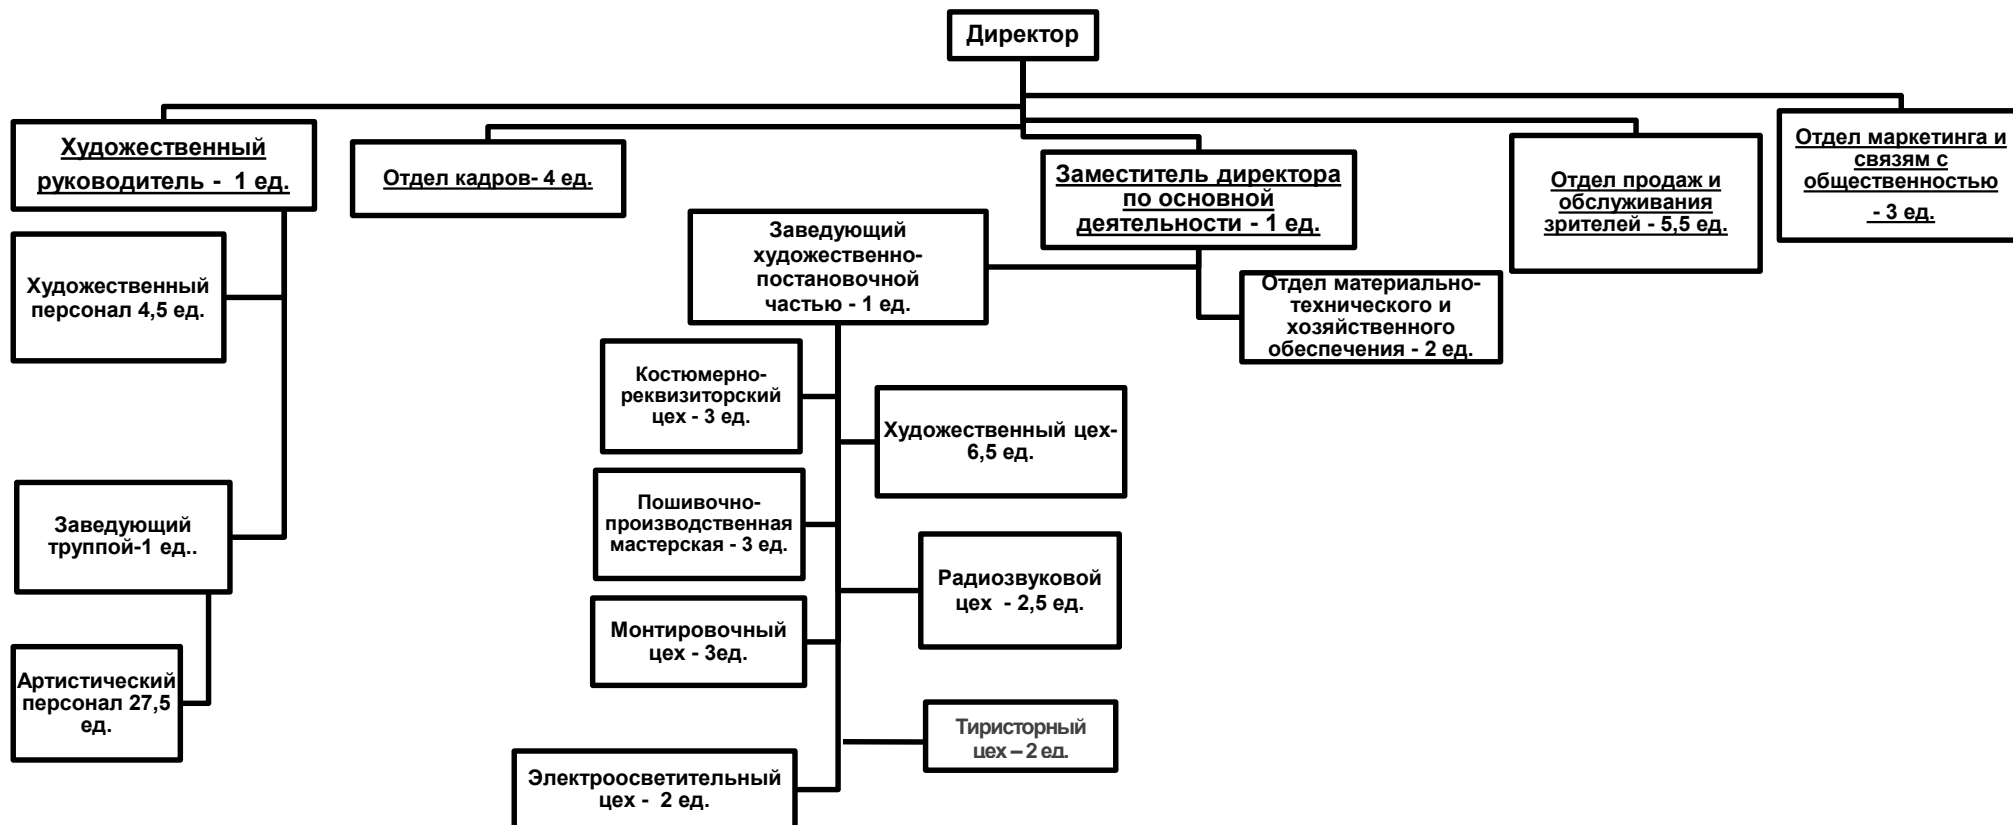 Директор
Художественный
руководитель - 1 ед.
Отдел кадров- 4 ед.
Заместитель директора
по основной
деятельности - 1 ед.
Отдел продаж и
обслуживания
зрителей - 5,5 ед.
Отдел маркетинга и
связям с
общественностью
- 3 ед.
Художественный
персонал 4,5 ед.
Заведующий
труппой-1 ед..
Артистический
персонал 27,5
ед.
Заведующий
художественно-
постановочной
частью - 1 ед.
Отдел материально-
технического и
хозяйственного
обеспечения - 2 ед.
Костюмерно-
реквизиторский
цех - 3 ед.
Художественный цех-
6,5 ед.
Пошивочно-
производственная
мастерская - 3 ед.
Радиозвуковой
цех - 2,5 ед.
Монтировочный
цех - 3ед.
Тиристорный
цех – 2 ед.
Электроосветительный
цех - 2 ед.